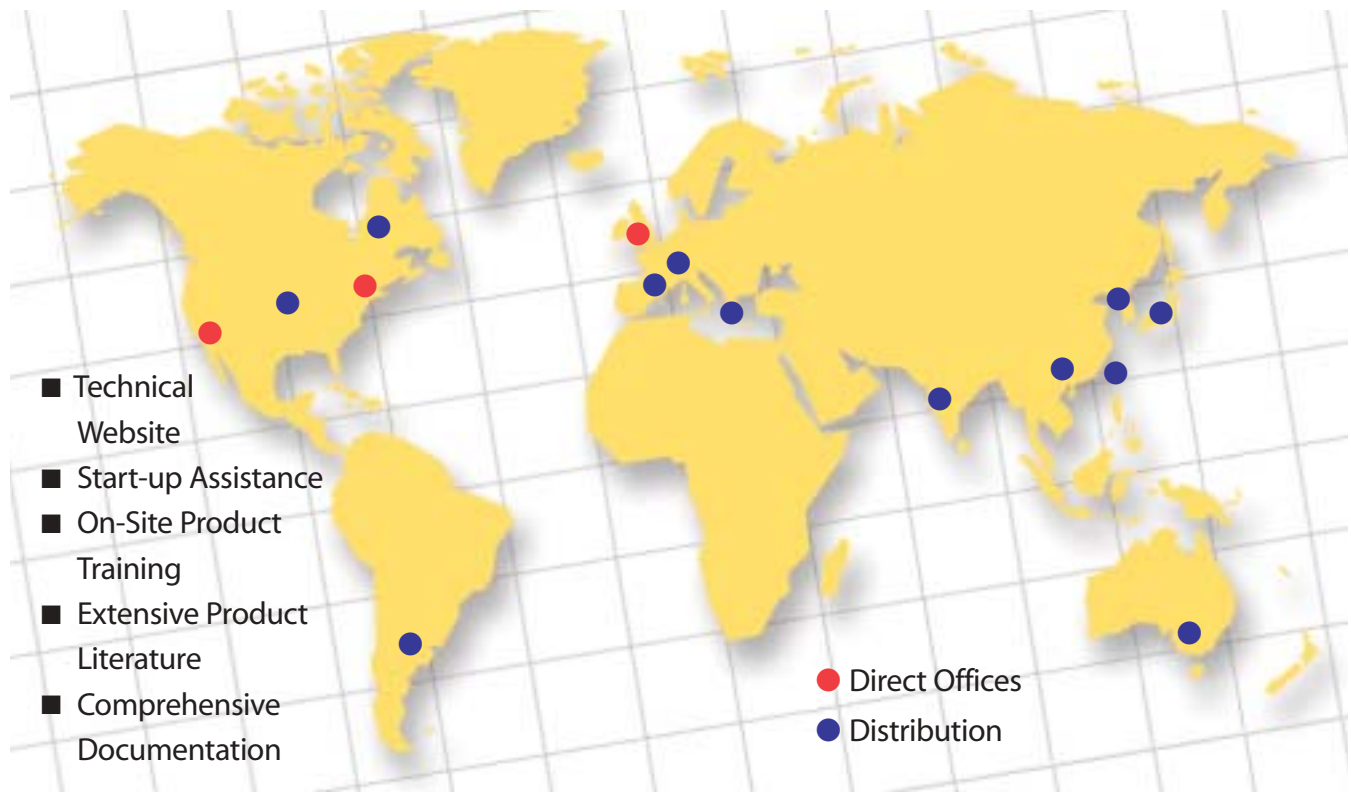 ■ Technical
Website
■ Start-up Assistance
■ On-Site Product
Training
■ Extensive Product
Literature
■ Comprehensive
Documentation
Direct Offices
Distribution